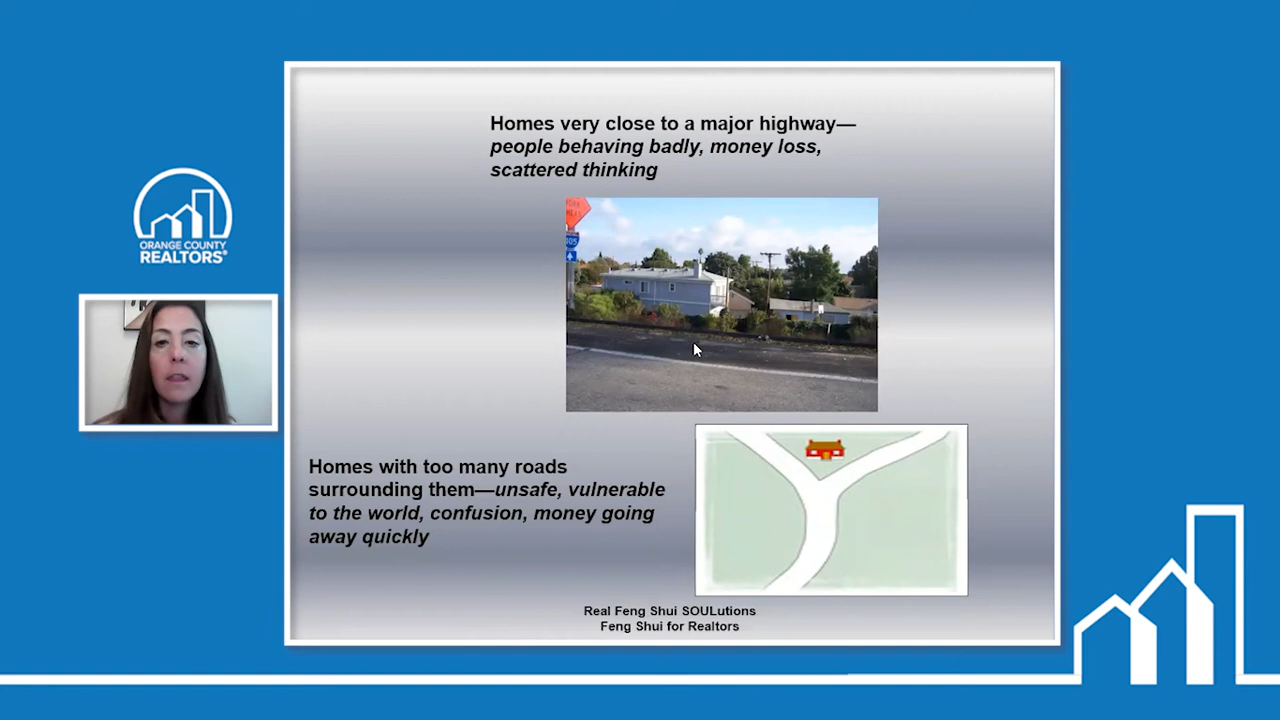 Homes very close to a major highway—
people behaving badly, money loss,
scattered thinking
ORANGE COUNTY
REALTORS®
Homes with too many roads
surrounding them—unsafe, vulnerable
to the world, confusion, money going
away quickly
Real Feng Shui SOULutions
Feng Shui for Realtors